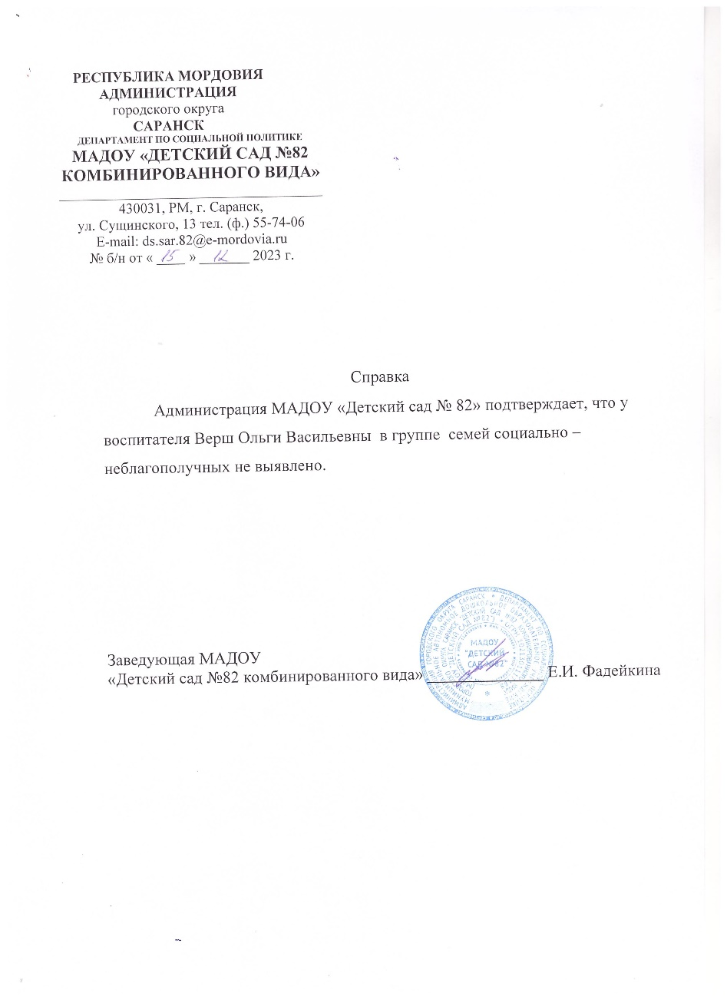 РЕСПУБЛИКА МОРДОВИЯ
АДМИНИСТРАЦИЯ
городского округа
САРАНСК
ДЕПАРТАМЕНТ ПО СОЦИАЛЬНОЙ ПОЛИТИКЕ
МАДОУ «ДЕТСКИЙ САД №82
КОМБИНИРОВАННОГО ВИДА»
430031, РМ, г. Саранск,
ул. Сущинского, 13 тел. (ф.) 55-74-06
E-mail: ds.sar.82@e-mordovia.ru
№ б/н от « 15 » 12 2023 г.
Справка
Администрация МАДОУ «Детский сад № 82» подтверждает, что у
воспитателя Верш Ольги Васильевны в группе семей социально –
неблагополучных не выявлено.
Заведующая МАДОУ
«Детский сад №82 комбинированного вида» Е.И. Фадейкина
МАДОУ
"ДЕТСКИЙ
САД №82"